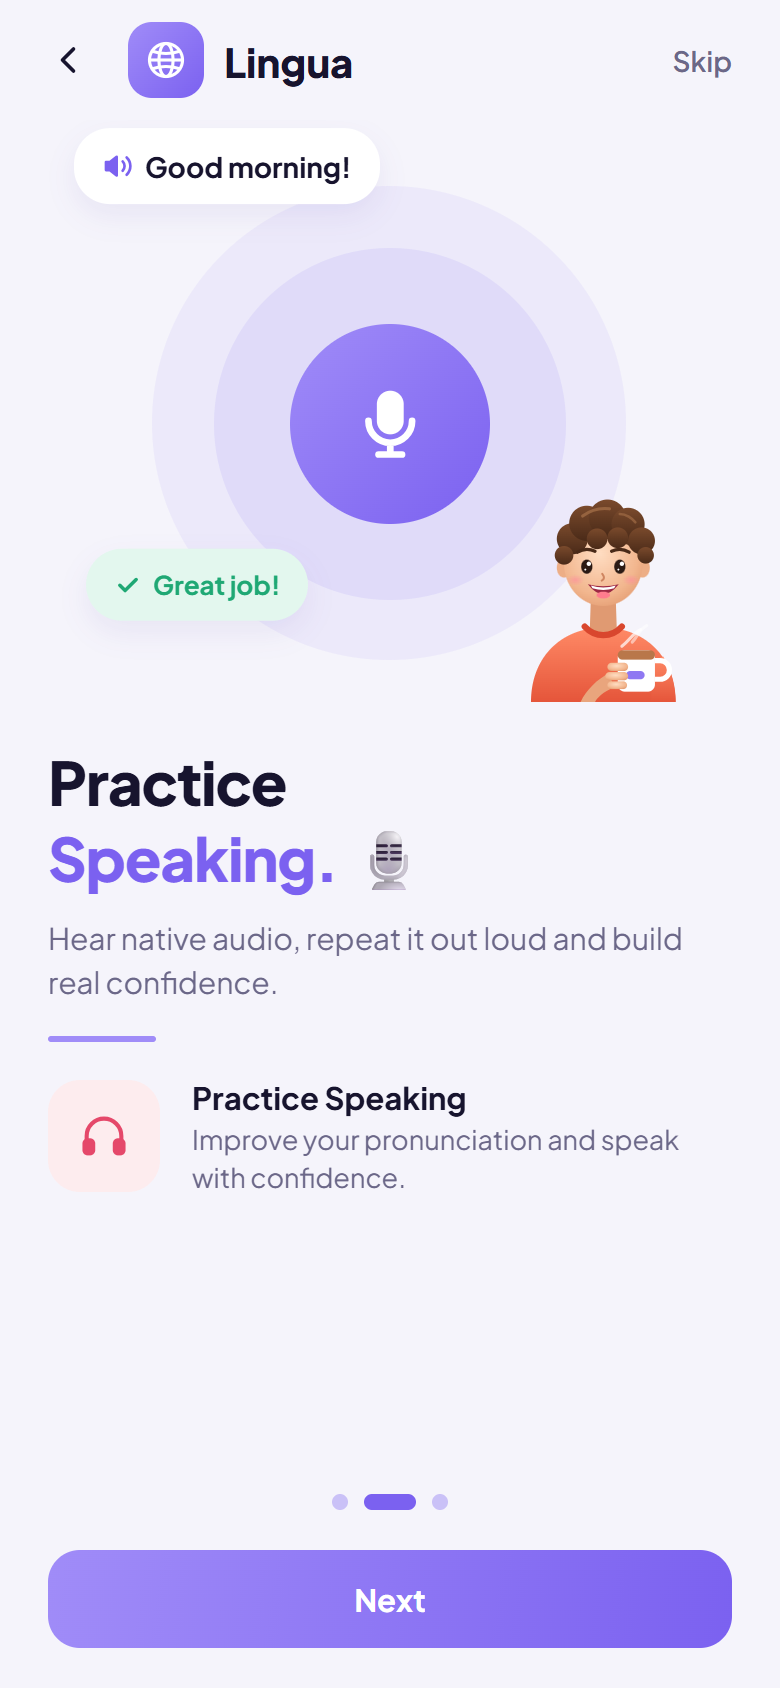 Lingua
Skip
Good morning!
Great job!
Practice
Speaking.
Hear native audio, repeat it out loud and build
real confidence.
Practice Speaking
Improve your pronunciation and speak
with confidence.
Next